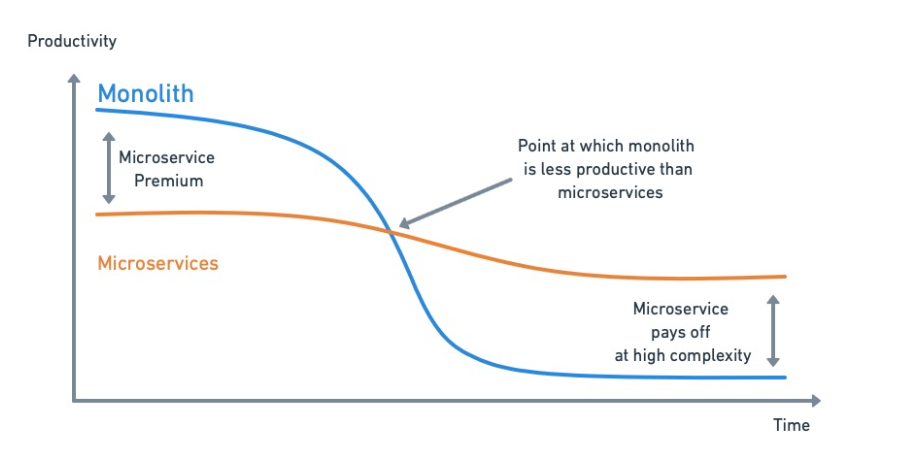 Productivity
Monolith
Microservice
Premium
Point at which monolith
is less productive than
microservices
Microservices
Microservice
pays off
at high complexity
Time